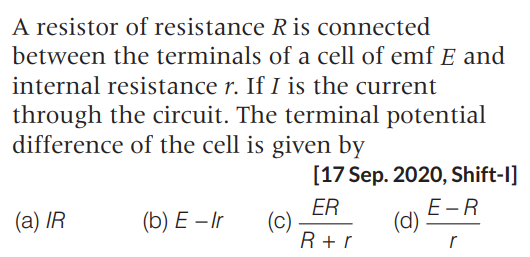 A resistor of resistance R is connected
between the terminals of a cell of emf E and
internal resistance r. If I is the current
through the circuit. The terminal potential
difference of the cell is given by
[17 Sep. 2020, Shift-I]
(a) IR (b) E – Ir (c) ER / R + r (d) E – R / r